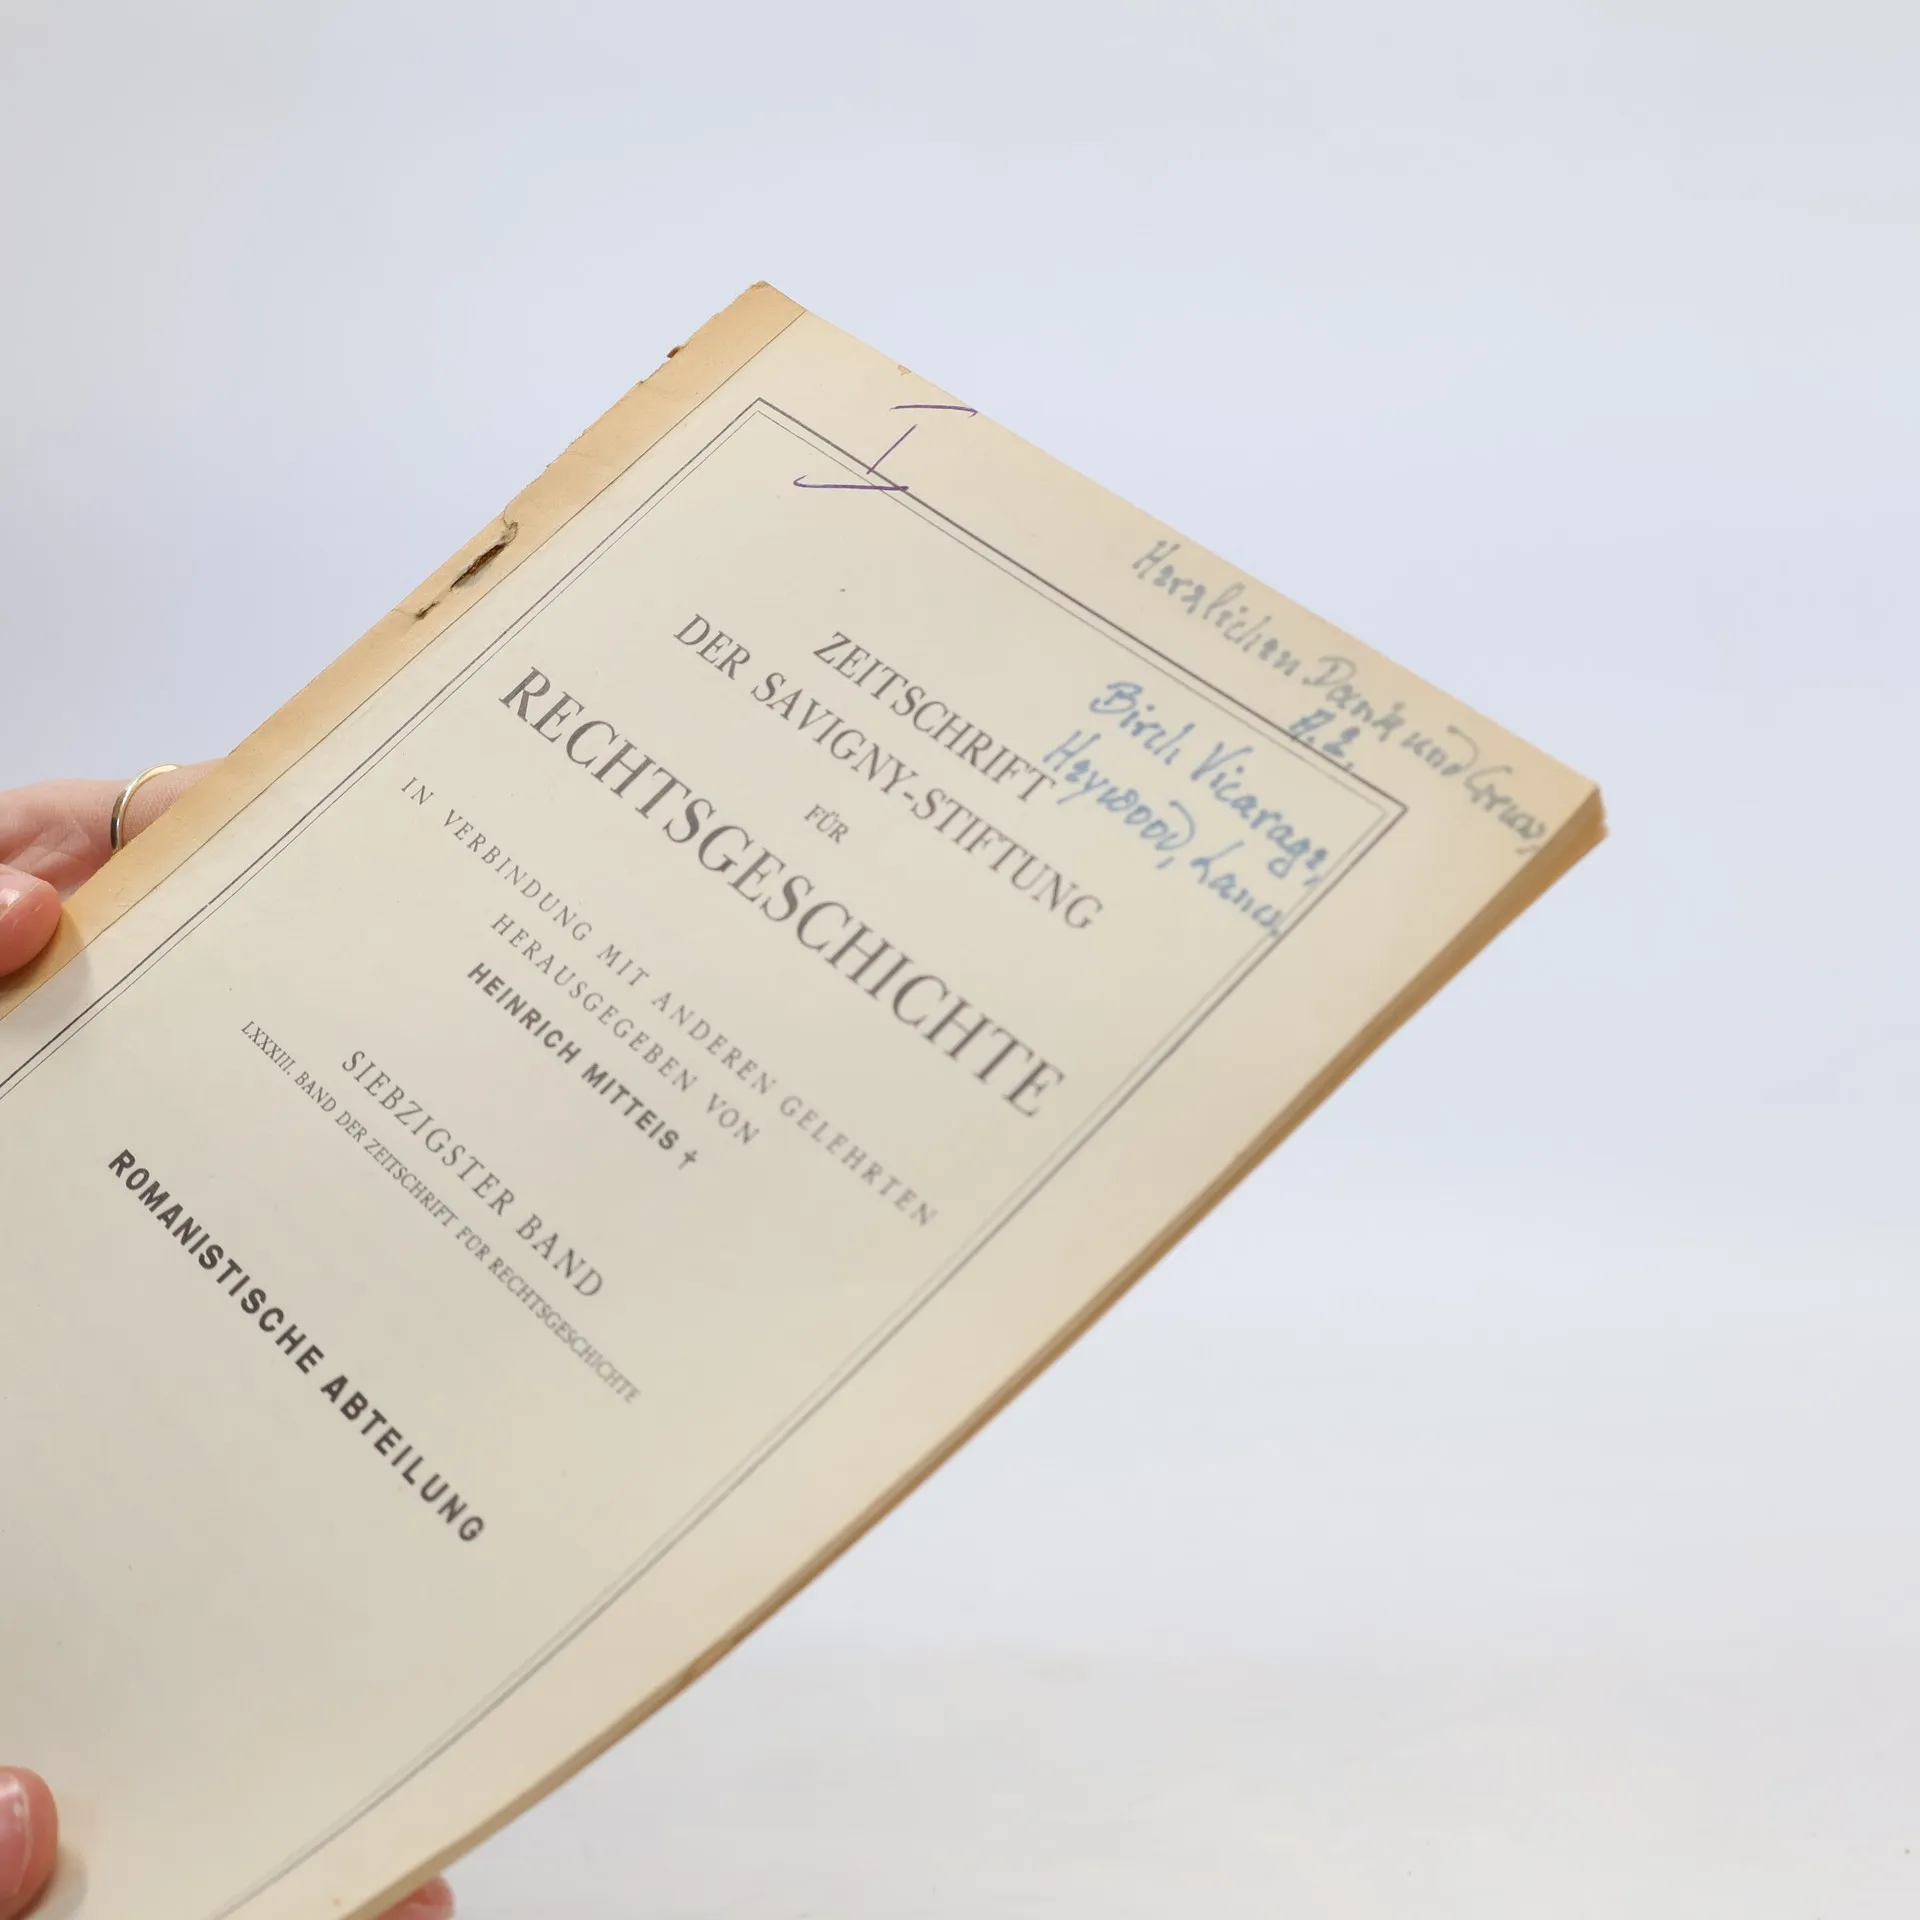 I
Herzlichen Dank und Gruss,
Birch Vicarage,
Heywood, Lancs.
ZEITSCHRIFT
DER SAVIGNY-STIFTUNG
FÜR
RECHTSGESCHICHTE
IN VERBINDUNG MIT ANDEREN GELEHRTEN
HERAUSGEGEBEN VON
HEINRICH MITTEIS †
SIEBZIGSTER BAND
LXXXIII. BAND DER ZEITSCHRIFT FÜR RECHTSGESCHICHTE
ROMANISTISCHE ABTEILUNG